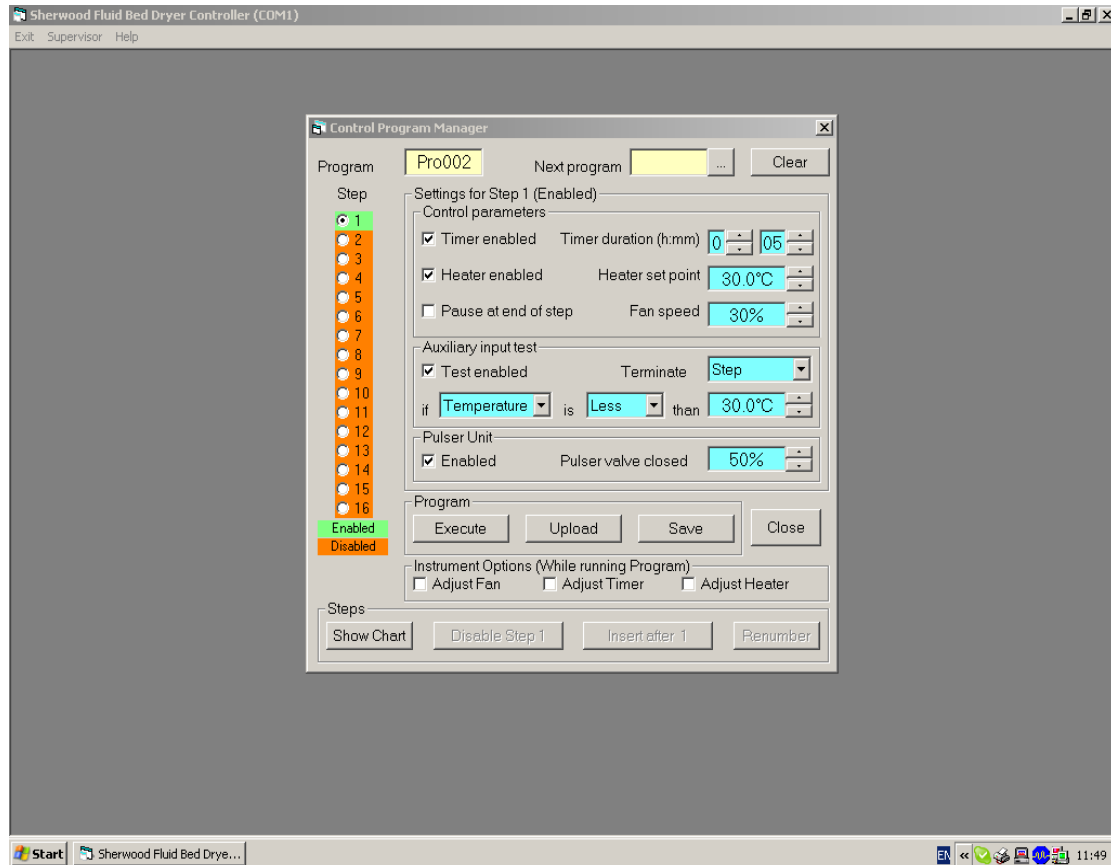 Sherwood Fluid Bed Dryer Controller (COM1)
Exit Supervisor Help
Control Program Manager
Program Pro002 Next program ... Clear
Step
1
2
3
4
5
6
7
8
9
10
11
12
13
14
15
16
Enabled
Disabled
Settings for Step 1 (Enabled)
Control parameters
Timer enabled Timer duration (h:mm) 0 05
Heater enabled Heater set point 30.0°C
Pause at end of step Fan speed 30%
Auxiliary input test
Test enabled Terminate Step
if Temperature is Less than 30.0°C
Pulser Unit
Enabled Pulser valve closed 50%
Program
Execute Upload Save Close
Instrument Options (While running Program)
Adjust Fan Adjust Timer Adjust Heater
Steps
Show Chart Disable Step 1 Insert after 1 Renumber
Start Sherwood Fluid Bed Drye... EN « 11:49